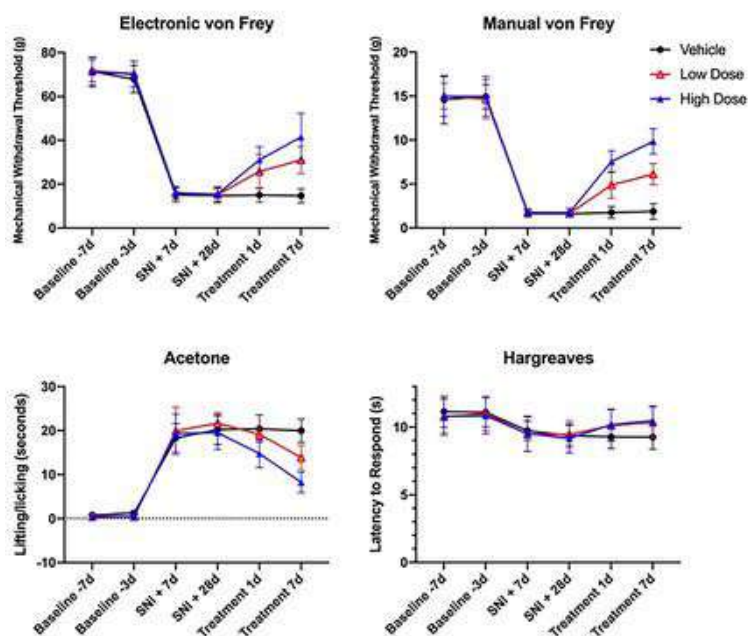 Electronic von Frey
Mechanical Withdrawal Threshold (g)
80
60
40
20
0
Baseline -7d
Baseline -3d
SNI + 7d
SNI + 28d
Treatment 1d
Treatment 7d
Manual von Frey
Mechanical Withdrawal Threshold (g)
20
15
10
5
0
Baseline -7d
Baseline -3d
SNI + 7d
SNI + 28d
Treatment 1d
Treatment 7d
Vehicle
Low Dose
High Dose
Acetone
Lifting/licking (seconds)
30
20
10
0
-10
Baseline -7d
Baseline -3d
SNI + 7d
SNI + 28d
Treatment 1d
Treatment 7d
Hargreaves
Latency to Respond (s)
10
5
0
Baseline -7d
Baseline -3d
SNI + 7d
SNI + 28d
Treatment 1d
Treatment 7d